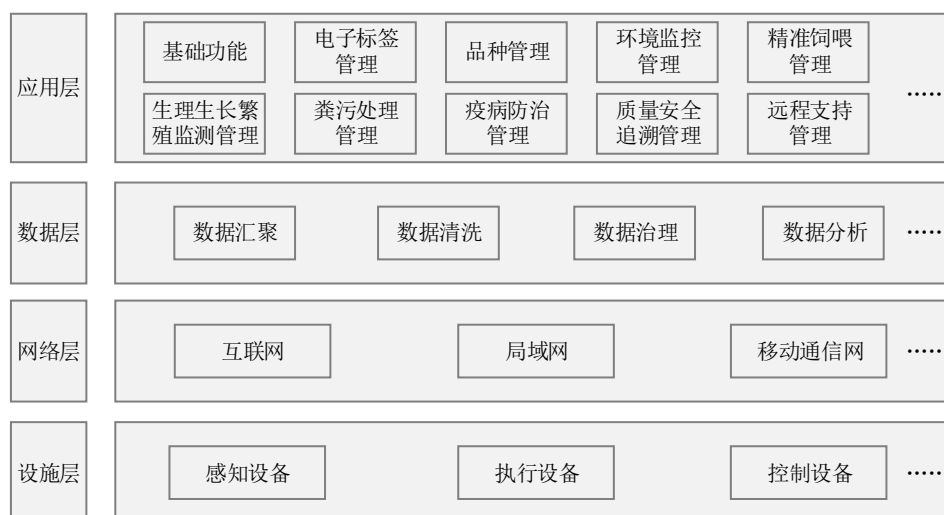 应用层
基础功能
电子标签
管理
品种管理
环境监控
管理
精准饲喂
管理
生理生长繁
殖监测管理
粪污处理
管理
疫病防治
管理
质量安全
追溯管理
远程支持
管理
……
数据层
数据汇聚
数据清洗
数据治理
数据分析
……
网络层
互联网
局域网
移动通信网
……
设施层
感知设备
执行设备
控制设备
……